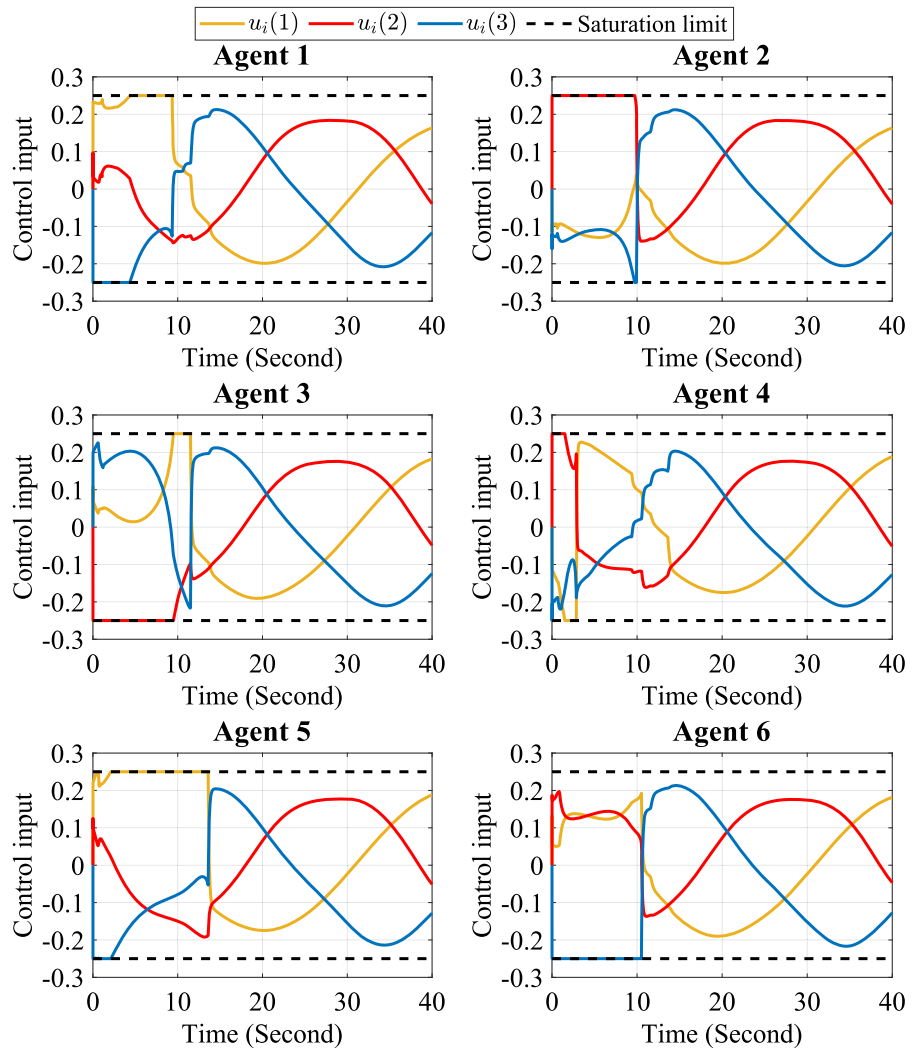 u_i(1) u_i(2) u_i(3) Saturation limit
Agent 1
Control input
0.3
0.2
0.1
0
-0.1
-0.2
-0.3
0 10 20 30 40
Time (Second)
Agent 2
Control input
0.3
0.2
0.1
0
-0.1
-0.2
-0.3
0 10 20 30 40
Time (Second)
Agent 3
Control input
0.3
0.2
0.1
0
-0.1
-0.2
-0.3
0 10 20 30 40
Time (Second)
Agent 4
Control input
0.3
0.2
0.1
0
-0.1
-0.2
-0.3
0 10 20 30 40
Time (Second)
Agent 5
Control input
0.3
0.2
0.1
0
-0.1
-0.2
-0.3
0 10 20 30 40
Time (Second)
Agent 6
Control input
0.3
0.2
0.1
0
-0.1
-0.2
-0.3
0 10 20 30 40
Time (Second)